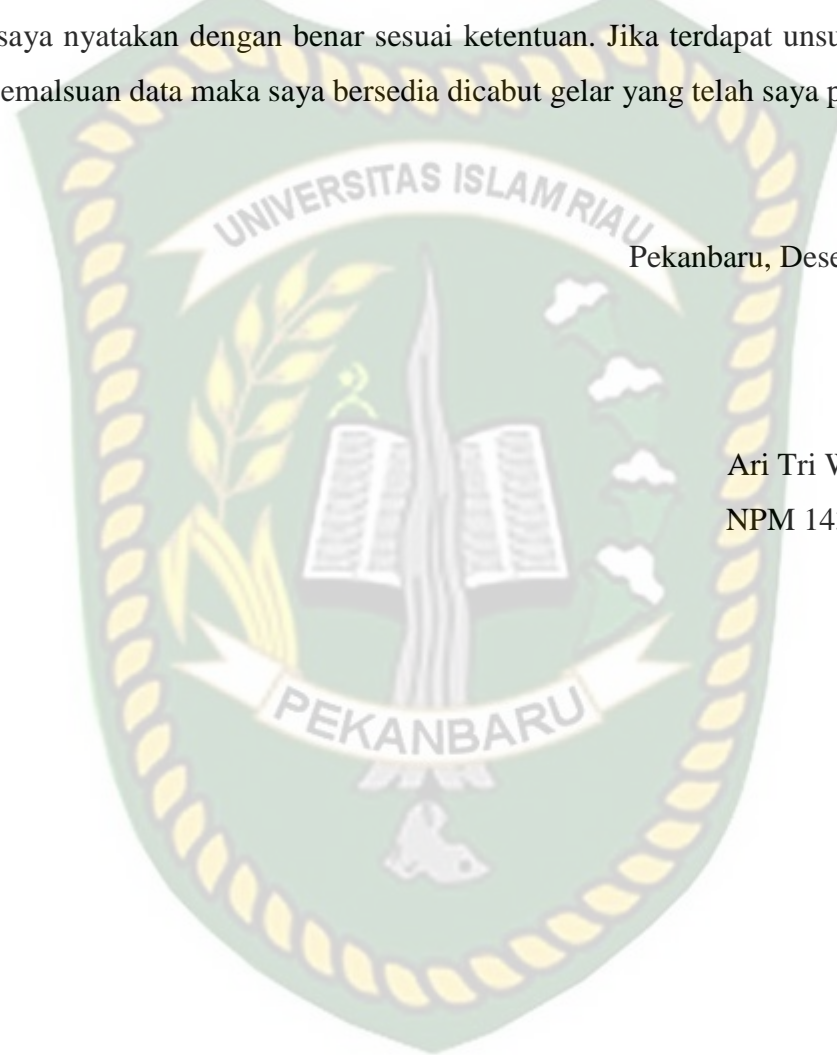 saya nyatakan dengan benar sesuai ketentuan. Jika terdapat unsu
emalsuan data maka saya bersedia dicabut gelar yang telah saya p
UNIVERSITAS ISLAM RIAU
Pekanbaru, Dese
Ari Tri W
NPM 14
PEKANBARU